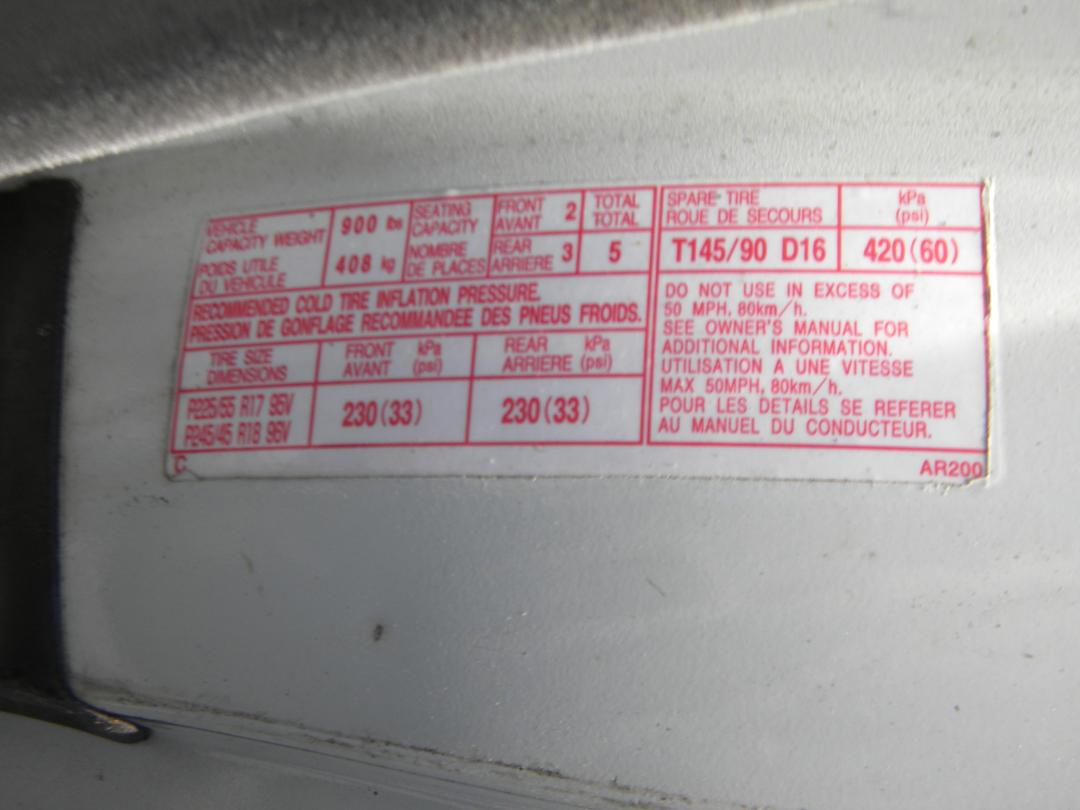 VEHICLE
CAPACITY WEIGHT
POIDS UTILE
DU VEHICULE
900 lbs
408 kg
SEATING
CAPACITY
NOMBRE
DE PLACES
FRONT
AVANT 2
REAR
ARRIERE 3
TOTAL
TOTAL
5
RECOMMENDED COLD TIRE INFLATION PRESSURE.
PRESSION DE GONFLAGE RECOMMANDEE DES PNEUS FROIDS.
TIRE SIZE
DIMENSIONS
FRONT kPa
AVANT (psi)
REAR kPa
ARRIERE (psi)
P225/55 R17 95V
P245/45 R18 96V
230(33)
230(33)
SPARE TIRE
ROUE DE SECOURS
kPa
(psi)
T145/90 D16
420(60)
DO NOT USE IN EXCESS OF
50 MPH, 80km/h.
SEE OWNER'S MANUAL FOR
ADDITIONAL INFORMATION.
UTILISATION A UNE VITESSE
MAX 50MPH, 80km/h.
POUR LES DETAILS SE REFERER
AU MANUEL DU CONDUCTEUR.
C
AR200